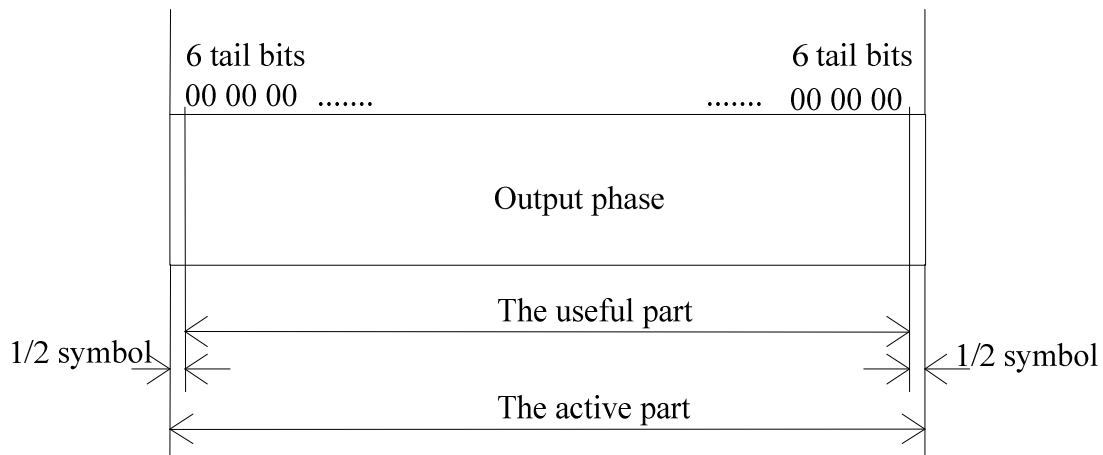 6 tail bits 6 tail bits
00 00 00 ....... ....... 00 00 00
Output phase
The useful part
1/2 symbol 1/2 symbol
The active part